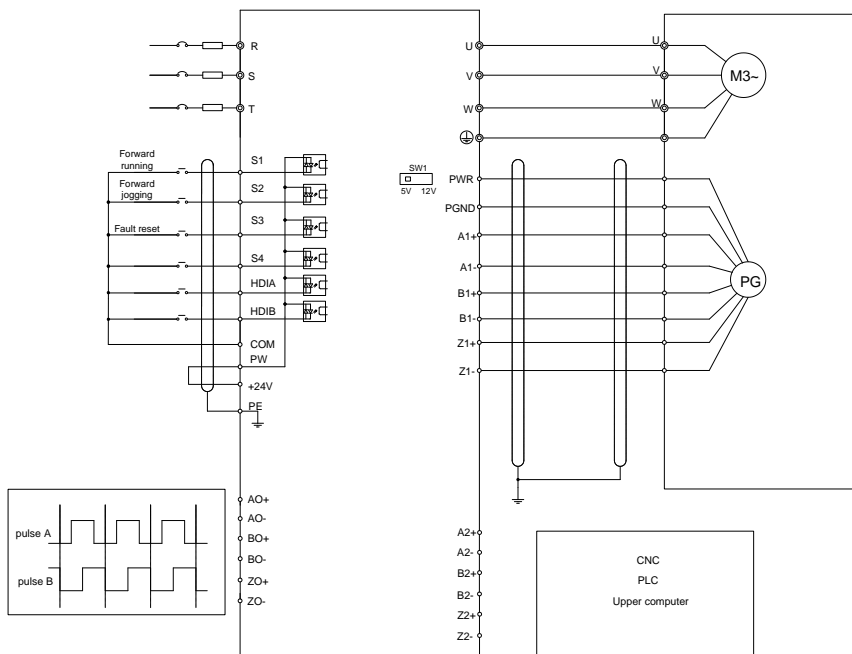 R
S
T
U
V
W
U
V
W
M3~
Forward
running
Forward
jogging
Fault reset
S1
S2
S3
S4
HDIA
HDIB
COM
PW
+24V
PE
SW1
5V 12V
PWR
PGND
A1+
A1-
B1+
B1-
Z1+
Z1-
PG
pulse A
pulse B
AO+
AO-
BO+
BO-
ZO+
ZO-
A2+
A2-
B2+
B2-
Z2+
Z2-
CNC
PLC
Upper computer